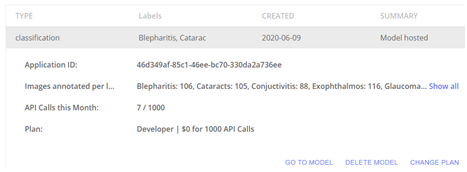 TYPE Labels CREATED SUMMARY
classification Blepharitis, Catarac 2020-06-09 Model hosted
Application ID: 46d349af-85c1-46ee-bc70-330da2a736ee
Images annotated per l... Blepharitis: 106, Cataracts: 105, Conjuctivitis: 88, Exophthalmos: 116, Glaucoma... Show all
API Calls this Month: 7 / 1000
Plan: Developer | $0 for 1000 API Calls
GO TO MODEL DELETE MODEL CHANGE PLAN